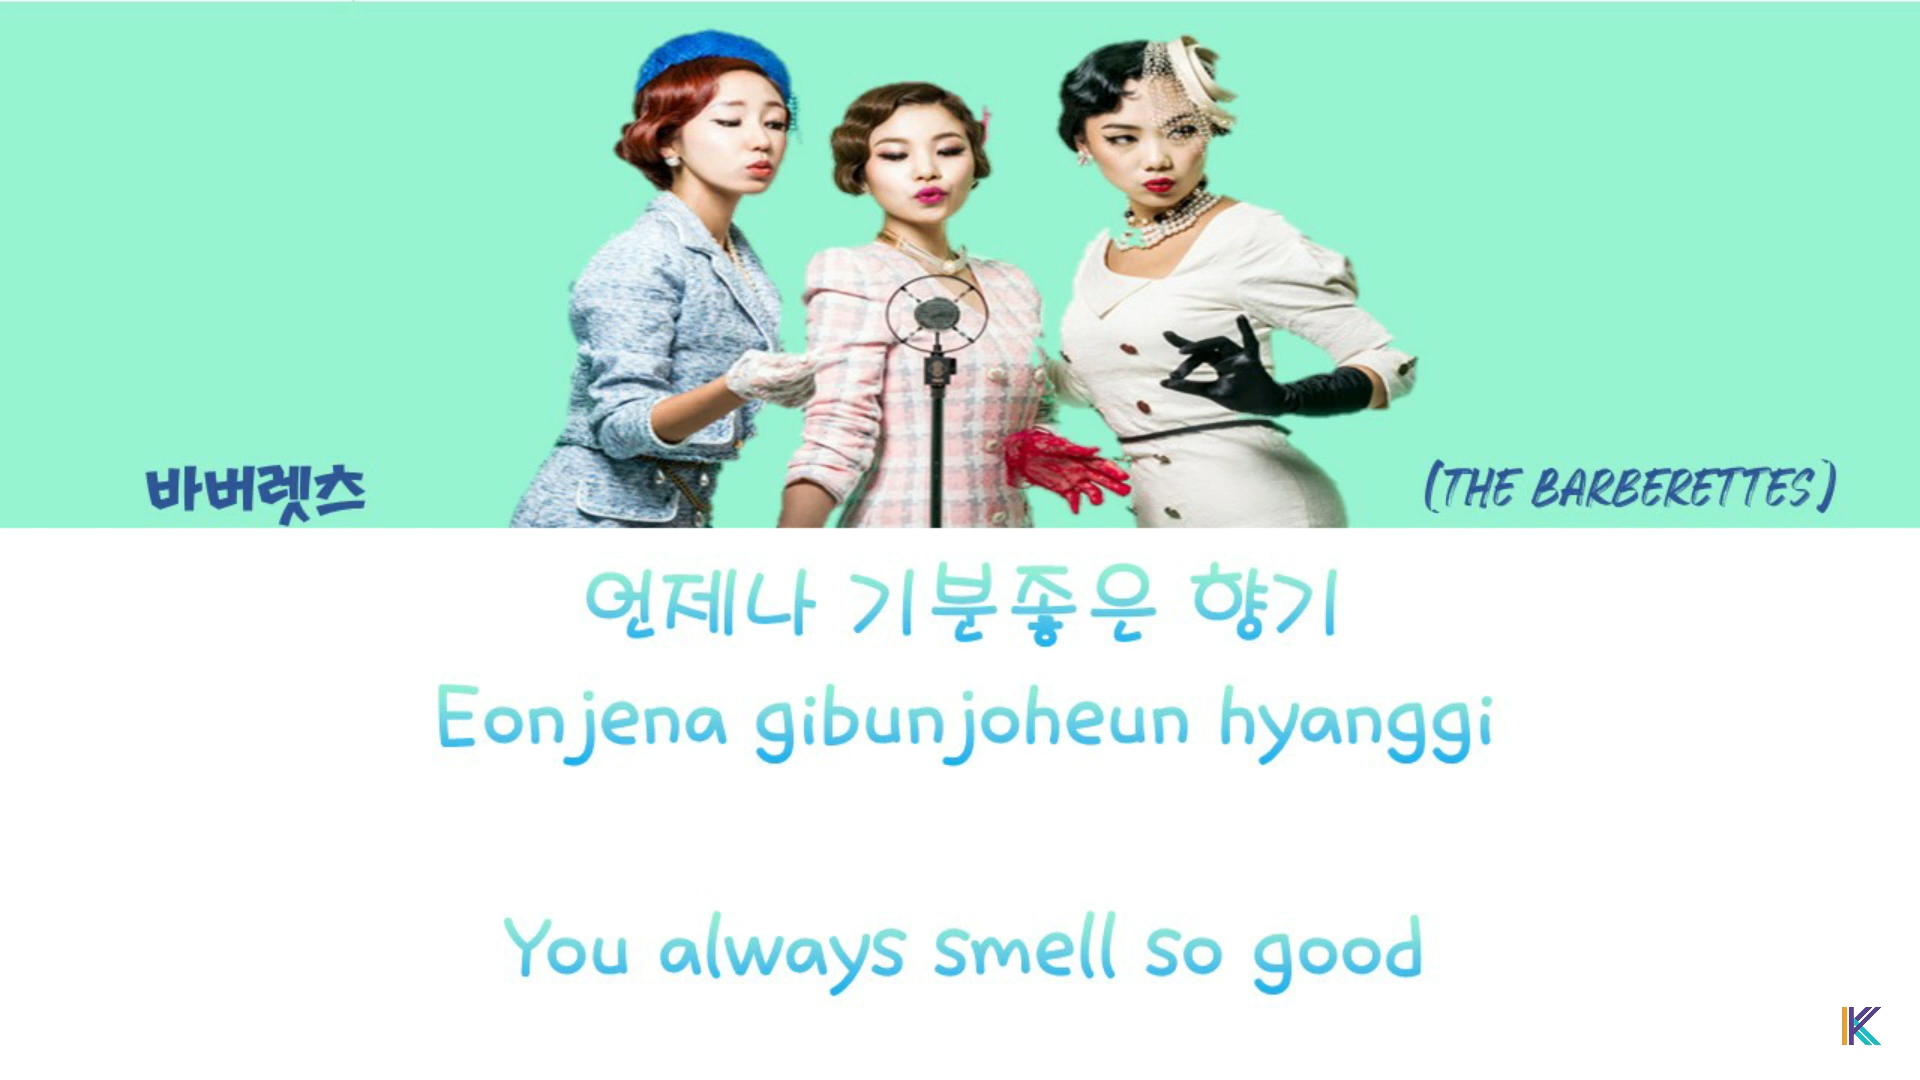 바버렛츠
(THE BARBERETTES)
언제나 기분좋은 향기
Eonjena gibunjoheun hyanggi
You always smell so good
K